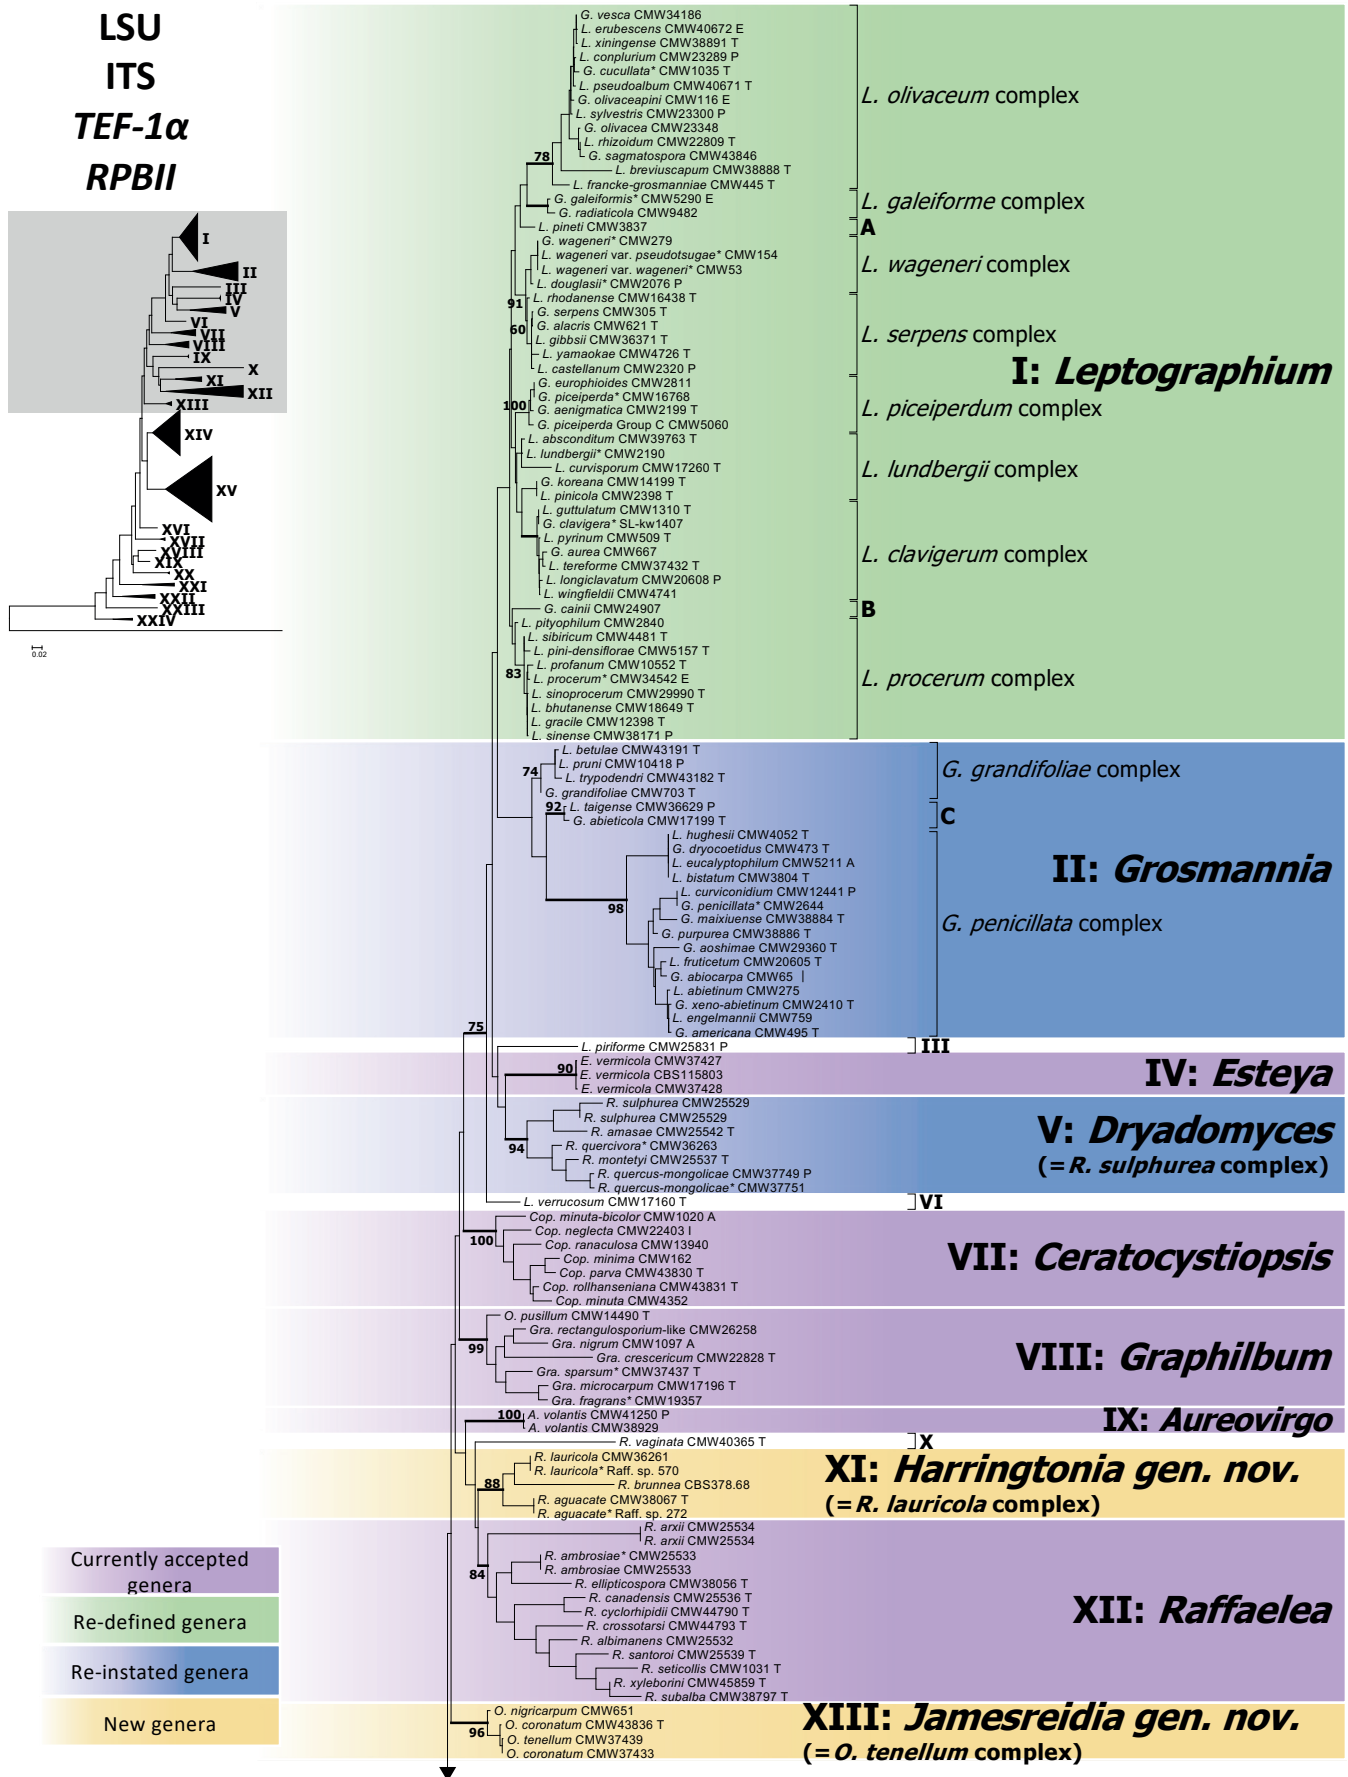 LSU
ITS
TEF-1α
RPBII
I
II
III
IV
V
VI
VII
VIII
IX
X
XI
XII
XIII
XIV
XV
XVI
XVII
XVIII
XIX
XX
XXI
XXII
XXIII
XXIV
0.02
G. vesca CMW34186
L. erubescens CMW40672 E
L. xiningense CMW38891 T
L. conplurium CMW23289 P
G. cucullata* CMW1035 T
L. pseudoalbum CMW40671 T
G. olivaceapini CMW116 E
L. sylvestris CMW23300 P
G. olivacea CMW23348
L. rhizoidum CMW22809 T
G. sagmatospora CMW43846
78
L. breviuscapum CMW38888 T
L. francke-grosmanniae CMW445 T
L. olivaceum complex
G. galeiformis* CMW5290 E
G. radiaticola CMW9482
L. galeiforme complex
L. pineti CMW3837
A
G. wageneri* CMW279
L. wageneri var. pseudotsugae* CMW154
L. wageneri var. wageneri* CMW53
L. douglasii* CMW2076 P
L. wageneri complex
91
L. rhodanense CMW16438 T
G. serpens CMW305 T
60
G. alacris CMW621 T
L. gibbsii CMW36371 T
L. yamaokae CMW4726 T
L. castellanum CMW2320 P
L. serpens complex
I: Leptographium
G. europhioides CMW2811
G. piceiperda* CMW16768
100
G. aenigmatica CMW2199 T
G. piceiperda Group C CMW5060
L. piceiperdum complex
L. absconditum CMW39763 T
L. lundbergii* CMW2190
L. curvisporum CMW17260 T
G. koreana CMW14199 T
L. pinicola CMW2398 T
L. lundbergii complex
L. guttulatum CMW1310 T
G. clavigera* SL-kw1407
L. pyrinum CMW509 T
G. aurea CMW667
L. tereforme CMW37432 T
L. longiclavatum CMW20608 P
L. wingfieldii CMW4741
L. clavigerum complex
G. cainii CMW24907
B
L. pityophilum CMW2840
L. sibiricum CMW4481 T
L. pini-densiflorae CMW5157 T
L. profanum CMW10552 T
83
L. procerum* CMW34542 E
L. sinoprocerum CMW29990 T
L. bhutanense CMW18649 T
L. gracile CMW12398 T
L. sinense CMW38171 P
L. procerum complex
L. betulae CMW43191 T
L. pruni CMW10418 P
74
L. trypodendri CMW43182 T
G. grandifoliae CMW703 T
G. grandifoliae complex
92
L. taigense CMW36629 P
G. abieticola CMW17199 T
C
L. hughesii CMW4052 T
G. dryocoetidus CMW473 T
L. eucalyptophilum CMW5211 A
L. bistatum CMW3804 T
II: Grosmannia
98
L. curviconidium CMW12441 P
G. penicillata* CMW2644
G. maixiuense CMW38884 T
G. purpurea CMW38886 T
G. aoshimae CMW29360 T
L. fruticetum CMW20605 T
G. abiocarpa CMW65 |
L. abietinum CMW275
G. xeno-abietinum CMW2410 T
L. engelmannii CMW759
G. americana CMW495 T
G. penicillata complex
75
L. piriforme CMW25831 P
III
E. vermicola CMW37427
90
E. vermicola CBS115803
E. vermicola CMW37428
IV: Esteya
R. sulphurea CMW25529
R. sulphurea CMW25529
R. amasae CMW25542 T
94
R. quercivora* CMW36263
R. montetyi CMW25537 T
R. quercus-mongolicae CMW37749 P
R. quercus-mongolicae* CMW37751
V: Dryadomyces
(=R. sulphurea complex)
L. verrucosum CMW17160 T
VI
Cop. minuta-bicolor CMW1020 A
Cop. neglecta CMW22403 I
100
Cop. ranaculosa CMW13940
Cop. minima CMW162
Cop. parva CMW43830 T
Cop. rollhanseniana CMW43831 T
Cop. minuta CMW4352
VII: Ceratocystiopsis
O. pusillum CMW14490 T
Gra. rectangulosporium-like CMW26258
99
Gra. nigrum CMW1097 A
Gra. crescericum CMW22828 T
Gra. sparsum* CMW37437 T
Gra. microcarpum CMW17196 T
Gra. fragrans* CMW19357
VIII: Graphilbum
100
A. volantis CMW41250 P
A. volantis CMW38929
IX: Aureovirgo
R. vaginata CMW40365 T
X
R. lauricola CMW36261
R. lauricola* Raff. sp. 570
88
R. brunnea CBS378.68
R. aguacate CMW38067 T
R. aguacate* Raff. sp. 272
XI: Harringtonia gen. nov.
(=R. lauricola complex)
R. arxii CMW25534
R. arxii CMW25534
R. ambrosiae* CMW25533
R. ambrosiae CMW25533
84
R. ellipticospora CMW38056 T
R. canadensis CMW25536 T
R. cyclorhipidii CMW44790 T
R. crossotarsi CMW44793 T
R. albimanens CMW25532
R. santoroi CMW25539 T
R. seticollis CMW1031 T
R. xyleborini CMW45859 T
R. subalba CMW38797 T
XII: Raffaelea
O. nigricarpum CMW651
96
O. coronatum CMW43836 T
O. tenellum CMW37439
O. coronatum CMW37433
XIII: Jamesreidia gen. nov.
(=O. tenellum complex)
Currently accepted
genera
Re-defined genera
Re-instated genera
New genera